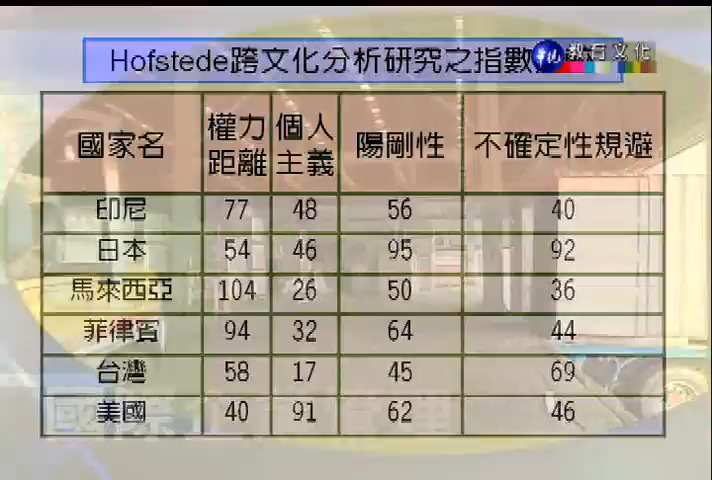 Hofstede跨文化分析研究之指數
華視 教育文化
國家名 權力距離 個人主義 陽剛性 不確定性規避
印尼 77 48 56 40
日本 54 46 95 92
馬來西亞 104 26 50 36
菲律賓 94 32 64 44
台灣 58 17 45 69
美國 40 91 62 46